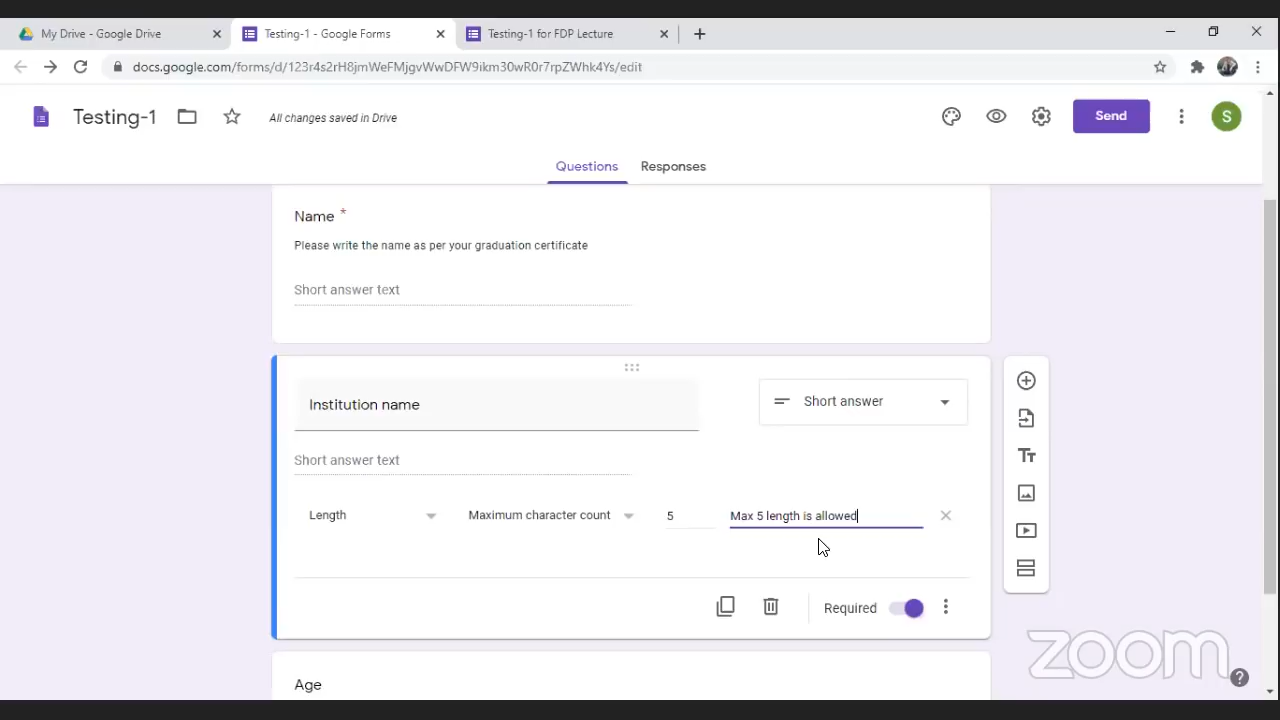 My Drive - Google Drive
Testing-1 - Google Forms
Testing-1 for FDP Lecture
docs.google.com/forms/d/123r4s2rH8jmWeFMjgvWwDFW9ikm30wR0r7rpZWhk4Ys/edit
Testing-1
All changes saved in Drive
Send
S
Questions
Responses
Name *
Please write the name as per your graduation certificate
Short answer text
Institution name
Short answer
Short answer text
Length
Maximum character count
5
Max 5 length is allowed
Required
zoom
Age